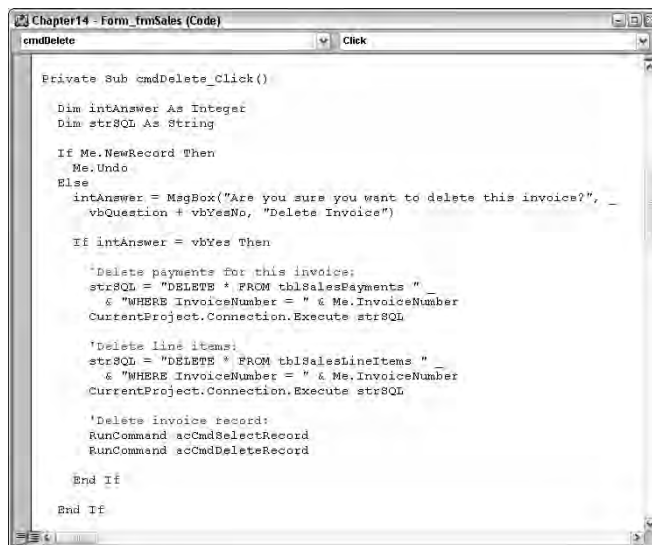 Chapter14 - Form_frmSales (Code)
cmdDelete Click
Private Sub cmdDelete_Click()
Dim intAnswer As Integer
Dim strSQL As String
If Me.NewRecord Then
Me.Undo
Else
intAnswer = MsgBox("Are you sure you want to delete this invoice?", _
vbQuestion + vbYesNo, "Delete Invoice")
If intAnswer = vbYes Then
'Delete payments for this invoice:
strSQL = "DELETE * FROM tblSalesPayments " _
& "WHERE InvoiceNumber = " & Me.InvoiceNumber
CurrentProject.Connection.Execute strSQL
'Delete line items:
strSQL = "DELETE * FROM tblSalesLineItems " _
& "WHERE InvoiceNumber = " & Me.InvoiceNumber
CurrentProject.Connection.Execute strSQL
'Delete invoice record:
RunCommand acCmdSelectRecord
RunCommand acCmdDeleteRecord
End If
End If